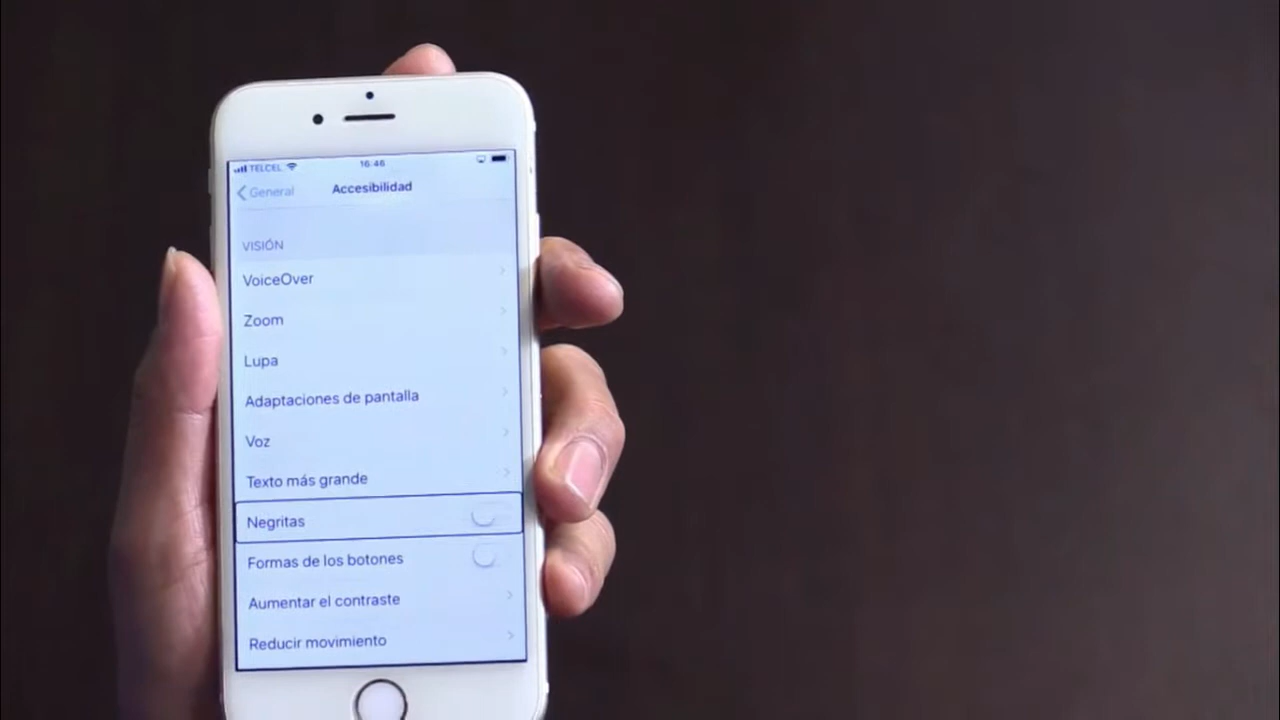 TELCEL 16:46
General Accesibilidad
VISIÓN
VoiceOver
Zoom
Lupa
Adaptaciones de pantalla
Voz
Texto más grande
Negritas
Formas de los botones
Aumentar el contraste
Reducir movimiento